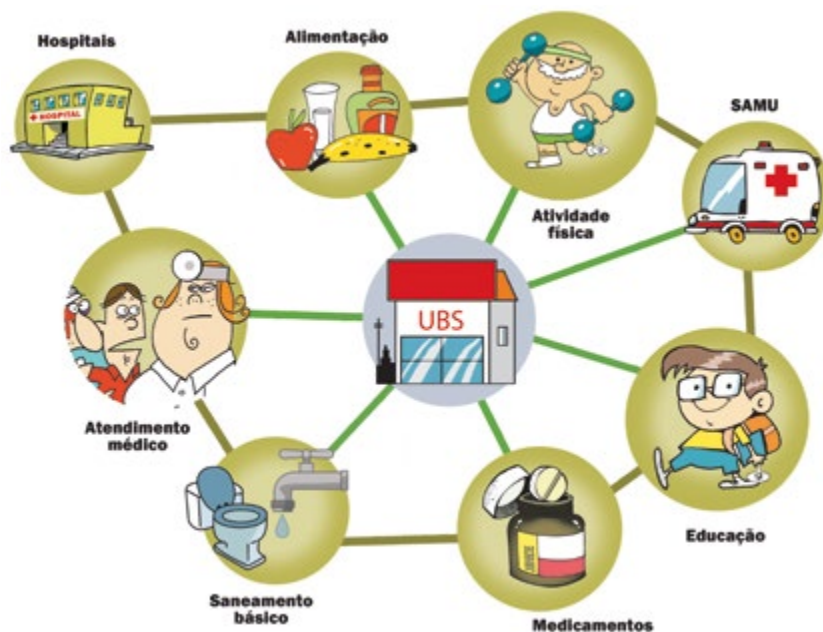 Hospitais
Alimentação
SAMU
HOSPITAL
Atividade
física
UBS
Atendimento
médico
Educação
Saneamento
básico
Medicamentos